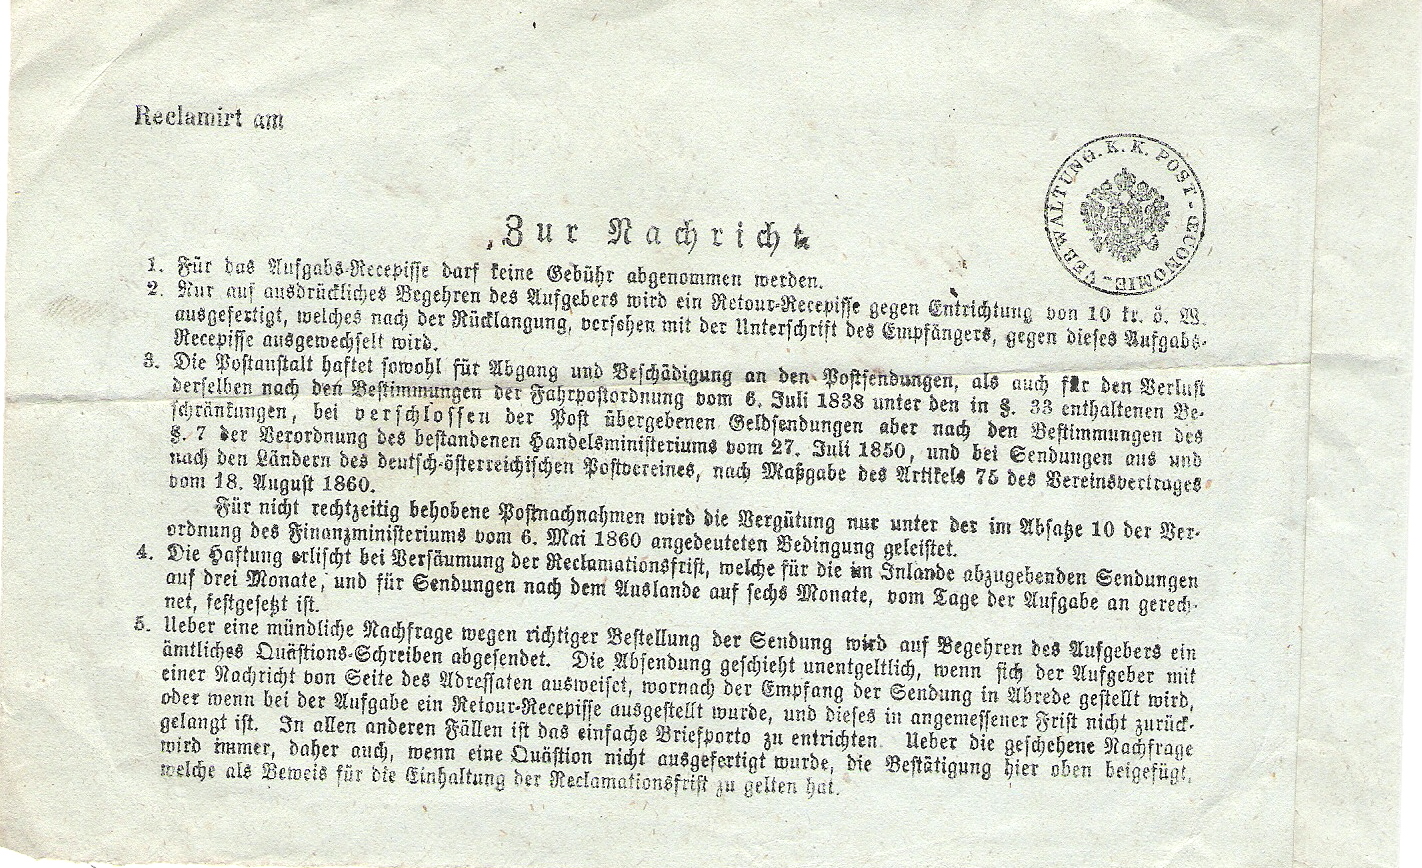 Reclamirt am
VERWALTUNG. K. K. POST - ŒCONOMIE-
Zur Nachricht
1. Für das Aufgabs-Recepisse darf keine Gebühr abgenommen werden.
2. Nur auf ausdrückliches Begehren des Aufgebers wird ein Retour-Recepisse gegen Entrichtung von 10 kr. ö. W.
ausgefertigt, welches nach der Rücklangung, versehen mit der Unterschrift des Empfängers, gegen dieses Aufgabs-
Recepisse ausgewechselt wird.
3. Die Postanstalt haftet sowohl für Abgang und Beschädigung an den Postsendungen, als auch für den Verlust
derselben nach den Bestimmungen der Fahrpostordnung vom 6. Juli 1838 unter den in §. 33 enthaltenen Be-
schränkungen, bei verschlossen der Post übergebenen Geldsendungen aber nach den Bestimmungen des
§. 7 der Verordnung des bestandenen Handelsministeriums vom 27. Juli 1850, und bei Sendungen aus und
nach den Ländern des deutsch-österreichischen Postvereines, nach Maßgabe des Artikels 75 des Vereinsvertrages
vom 18. August 1860.
Für nicht rechtzeitig behobene Postnachnahmen wird die Vergütung nur unter der im Absatze 10 der Ver-
ordnung des Finanzministeriums vom 6. Mai 1860 angedeuteten Bedingung geleistet.
4. Die Haftung erlischt bei Versäumung der Reclamationsfrist, welche für die im Inlande abzugebenden Sendungen
auf drei Monate, und für Sendungen nach dem Auslande auf sechs Monate, vom Tage der Aufgabe an gerech-
net, festgesetzt ist.
5. Ueber eine mündliche Nachfrage wegen richtiger Bestellung der Sendung wird auf Begehren des Aufgebers ein
ämtliches Quästions-Schreiben abgesendet. Die Absendung geschieht unentgeltlich, wenn sich der Aufgeber mit
einer Nachricht von Seite des Adressaten ausweiset, wornach der Empfang der Sendung in Abrede gestellt wird,
oder wenn bei der Aufgabe ein Retour-Recepisse ausgestellt wurde, und dieses in angemessener Frist nicht zurück-
gelangt ist. In allen anderen Fällen ist das einfache Briefporto zu entrichten. Ueber die geschehene Nachfrage
wird immer, daher auch, wenn eine Quästion nicht ausgefertigt wurde, die Bestätigung hier oben beigefügt,
welche als Beweis für die Einhaltung der Reclamationsfrist zu gelten hat.